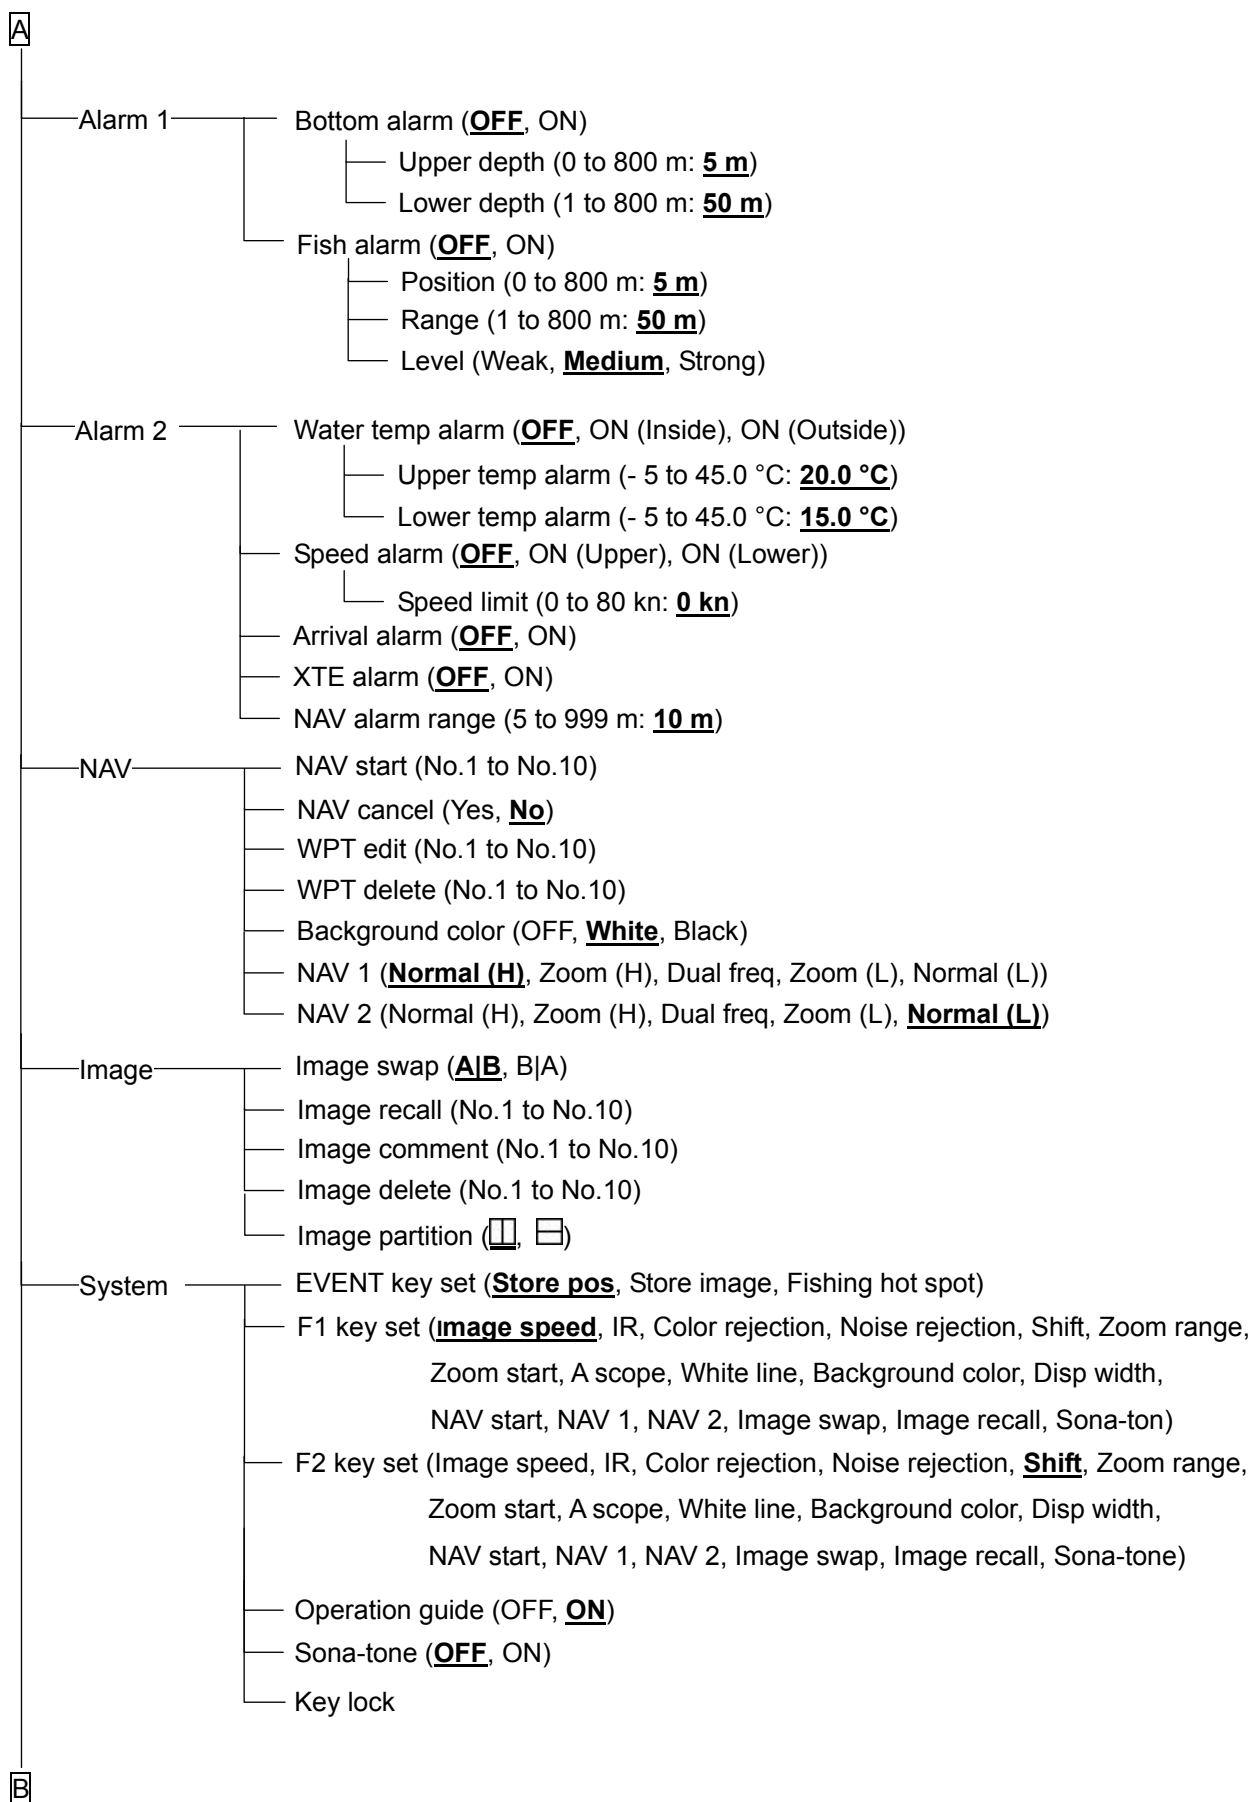 A
Alarm 1
Bottom alarm (OFF, ON)
Upper depth (0 to 800 m: 5 m)
Lower depth (1 to 800 m: 50 m)
Fish alarm (OFF, ON)
Position (0 to 800 m: 5 m)
Range (1 to 800 m: 50 m)
Level (Weak, Medium, Strong)
Alarm 2
Water temp alarm (OFF, ON (Inside), ON (Outside))
Upper temp alarm (- 5 to 45.0 °C: 20.0 °C)
Lower temp alarm (- 5 to 45.0 °C: 15.0 °C)
Speed alarm (OFF, ON (Upper), ON (Lower))
Speed limit (0 to 80 kn: 0 kn)
Arrival alarm (OFF, ON)
XTE alarm (OFF, ON)
NAV alarm range (5 to 999 m: 10 m)
NAV
NAV start (No.1 to No.10)
NAV cancel (Yes, No)
WPT edit (No.1 to No.10)
WPT delete (No.1 to No.10)
Background color (OFF, White, Black)
NAV 1 (Normal (H), Zoom (H), Dual freq, Zoom (L), Normal (L))
NAV 2 (Normal (H), Zoom (H), Dual freq, Zoom (L), Normal (L))
Image
Image swap (A|B, B|A)
Image recall (No.1 to No.10)
Image comment (No.1 to No.10)
Image delete (No.1 to No.10)
Image partition (, )
System
EVENT key set (Store pos, Store image, Fishing hot spot)
F1 key set (Image speed, IR, Color rejection, Noise rejection, Shift, Zoom range,
Zoom start, A scope, White line, Background color, Disp width,
NAV start, NAV 1, NAV 2, Image swap, Image recall, Sona-ton)
F2 key set (Image speed, IR, Color rejection, Noise rejection, Shift, Zoom range,
Zoom start, A scope, White line, Background color, Disp width,
NAV start, NAV 1, NAV 2, Image swap, Image recall, Sona-tone)
Operation guide (OFF, ON)
Sona-tone (OFF, ON)
Key lock
B